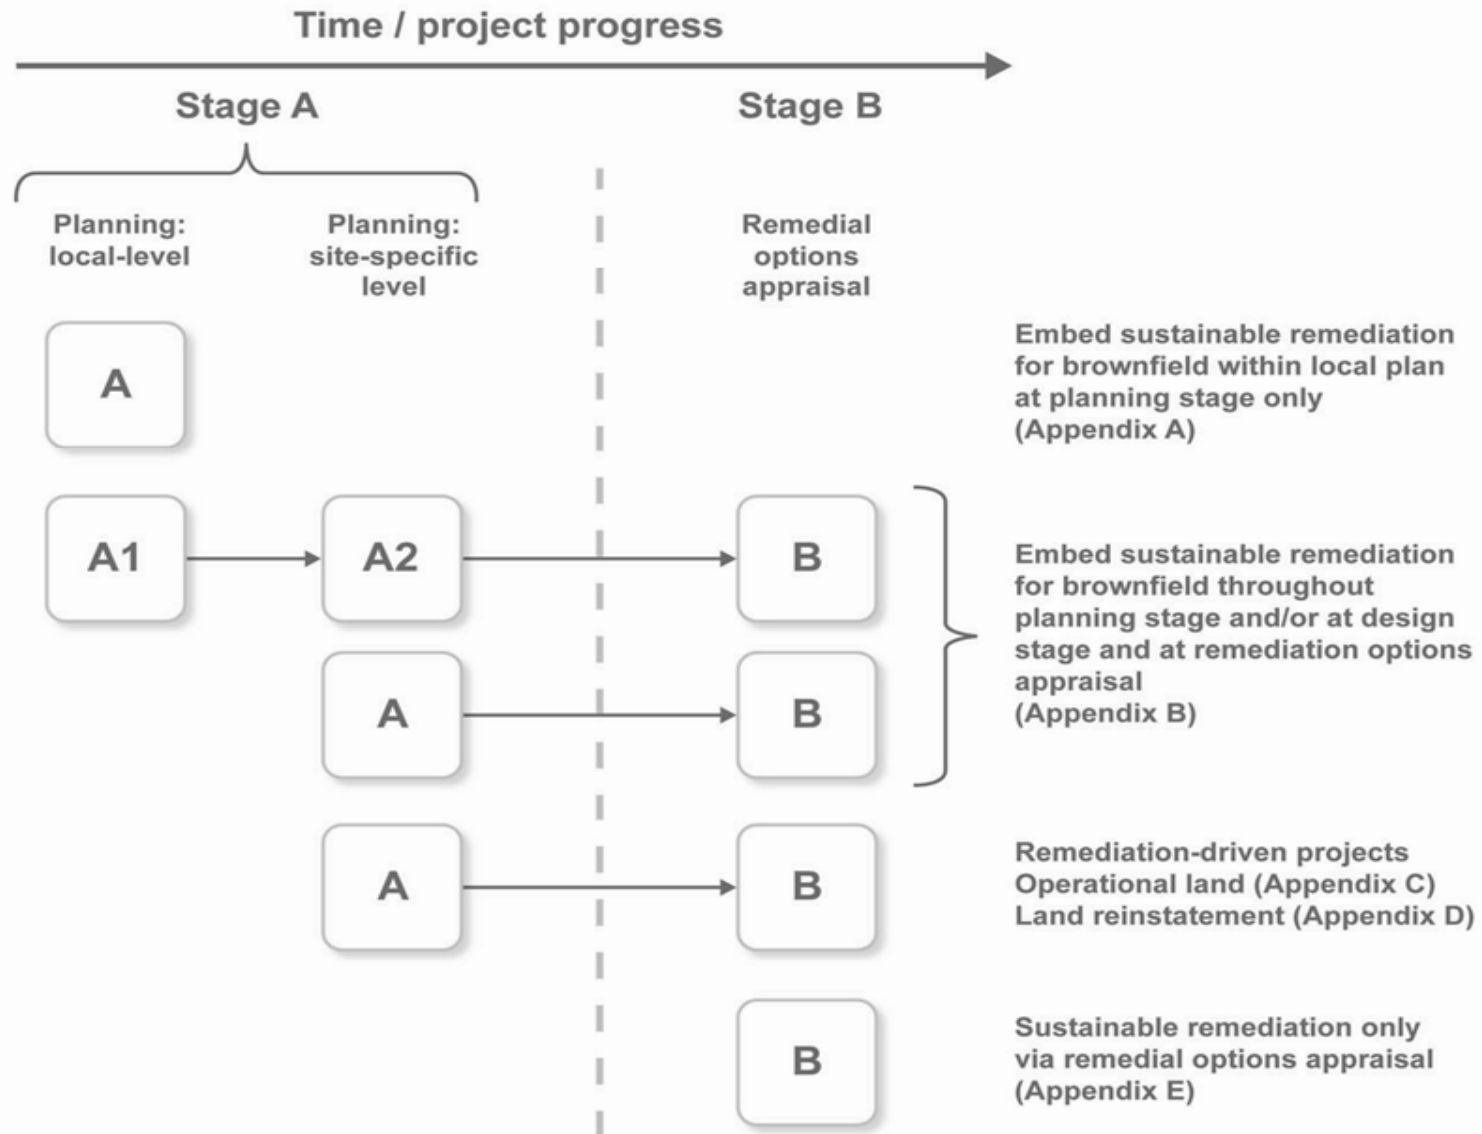 Time / project progress
Stage A
Stage B
Planning:
local-level
Planning:
site-specific
level
Remedial
options
appraisal
A
Embed sustainable remediation
for brownfield within local plan
at planning stage only
(Appendix A)
A1
A2
B
Embed sustainable remediation
for brownfield throughout
planning stage and/or at design
stage and at remediation options
appraisal
(Appendix B)
A
B
A
B
Remediation-driven projects
Operational land (Appendix C)
Land reinstatement (Appendix D)
B
Sustainable remediation only
via remedial options appraisal
(Appendix E)